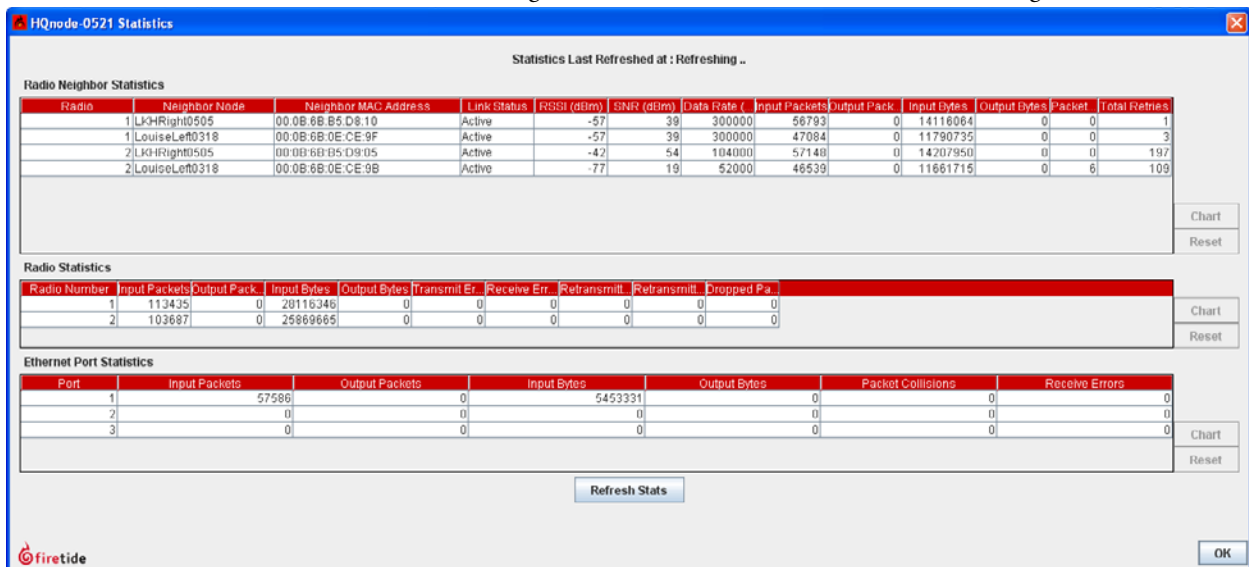 HQnode-0521 Statistics
Statistics Last Refreshed at : Refreshing ..
Radio Neighbor Statistics
Radio Neighbor Node Neighbor MAC Address Link Status RSSI (dBm) SNR (dBm) Data Rate (... Input Packets Output Pack... Input Bytes Output Bytes Packet Total Retries
1 LKHRight0505 00:0B:6B:B5:D8:10 Active -57 39 300000 56793 0 14116064 0 0 1
1 LouiseLeft0318 00:0B:6B:0E:CE:9F Active -57 39 300000 47084 0 11790735 0 0 3
2 LKHRight0505 00:0B:6B:B5:D9:05 Active -42 54 104000 57148 0 14207950 0 0 197
2 LouiseLeft0318 00:0B:6B:0E:CE:9B Active -77 19 52000 46539 0 11661715 0 6 109
Chart
Reset
Radio Statistics
Radio Number Input Packets Output Pack... Input Bytes Output Bytes Transmit Er... Receive Err... Retransmitt... Retransmitt... Dropped Pa...
1 113435 0 28116346 0 0 0 0 0 0
2 103687 0 25869665 0 0 0 0 0 0
Chart
Reset
Ethernet Port Statistics
Port Input Packets Output Packets Input Bytes Output Bytes Packet Collisions Receive Errors
1 57586 0 5453331 0 0 0
2 0 0 0 0 0 0
3 0 0 0 0 0 0
Chart
Reset
Refresh Stats
firetide
OK